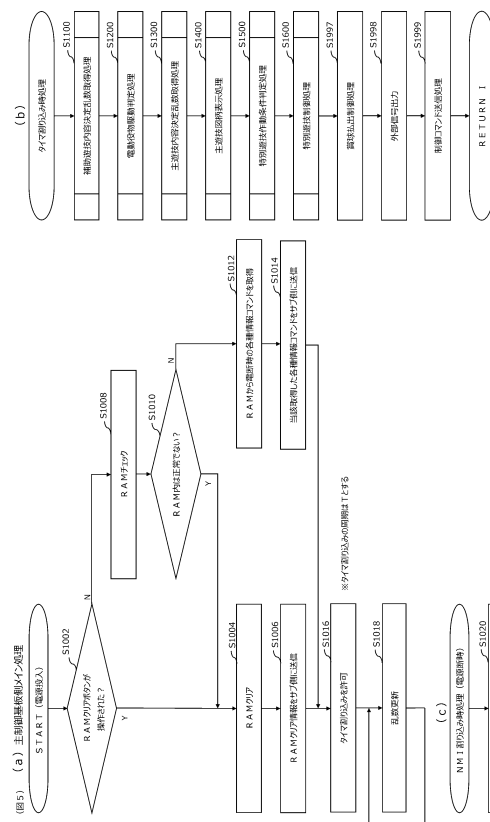 (図5)
(a) 主制御基板側メイン処理
START (電源投入)
S1002
RAMクリアボタンが
操作された?
N
Y
S1008
RAMチェック
S1010
RAM内は正常でない?
N
Y
S1012
RAMから電断時の各種情報コマンドを取得
S1014
当該取得した各種情報コマンドをサブ側に送信
S1004
RAMクリア
S1006
RAMクリア情報をサブ側に送信
S1016
タイマ割り込みを許可
※タイマ割り込みの周期はTとする
S1018
乱数更新
(b)
タイマ割り込み時処理
S1100
補助遊技内容決定乱数取得処理
S1200
電動役物駆動判定処理
S1300
主遊技内容決定乱数取得処理
S1400
主遊技図柄表示処理
S1500
特別遊技作動条件判定処理
S1600
特別遊技制御処理
S1997
賞球払出制御処理
S1998
外部信号出力
S1999
制御コマンド送信処理
RETURN I
(c)
NMI割り込み時処理 (電源断時)
S1020